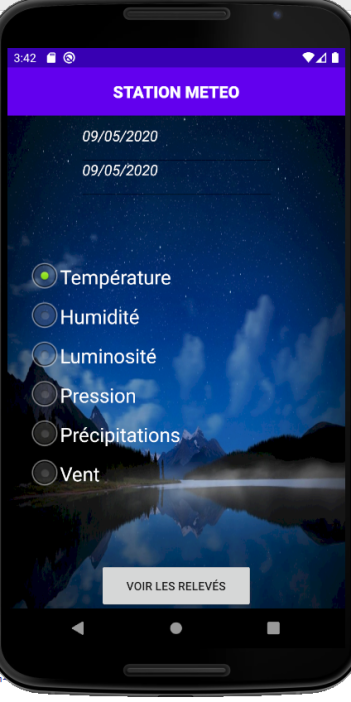 3:42
STATION METEO
09/05/2020
09/05/2020
Température
Humidité
Luminosité
Pression
Précipitations
Vent
VOIR LES RELEVÉS